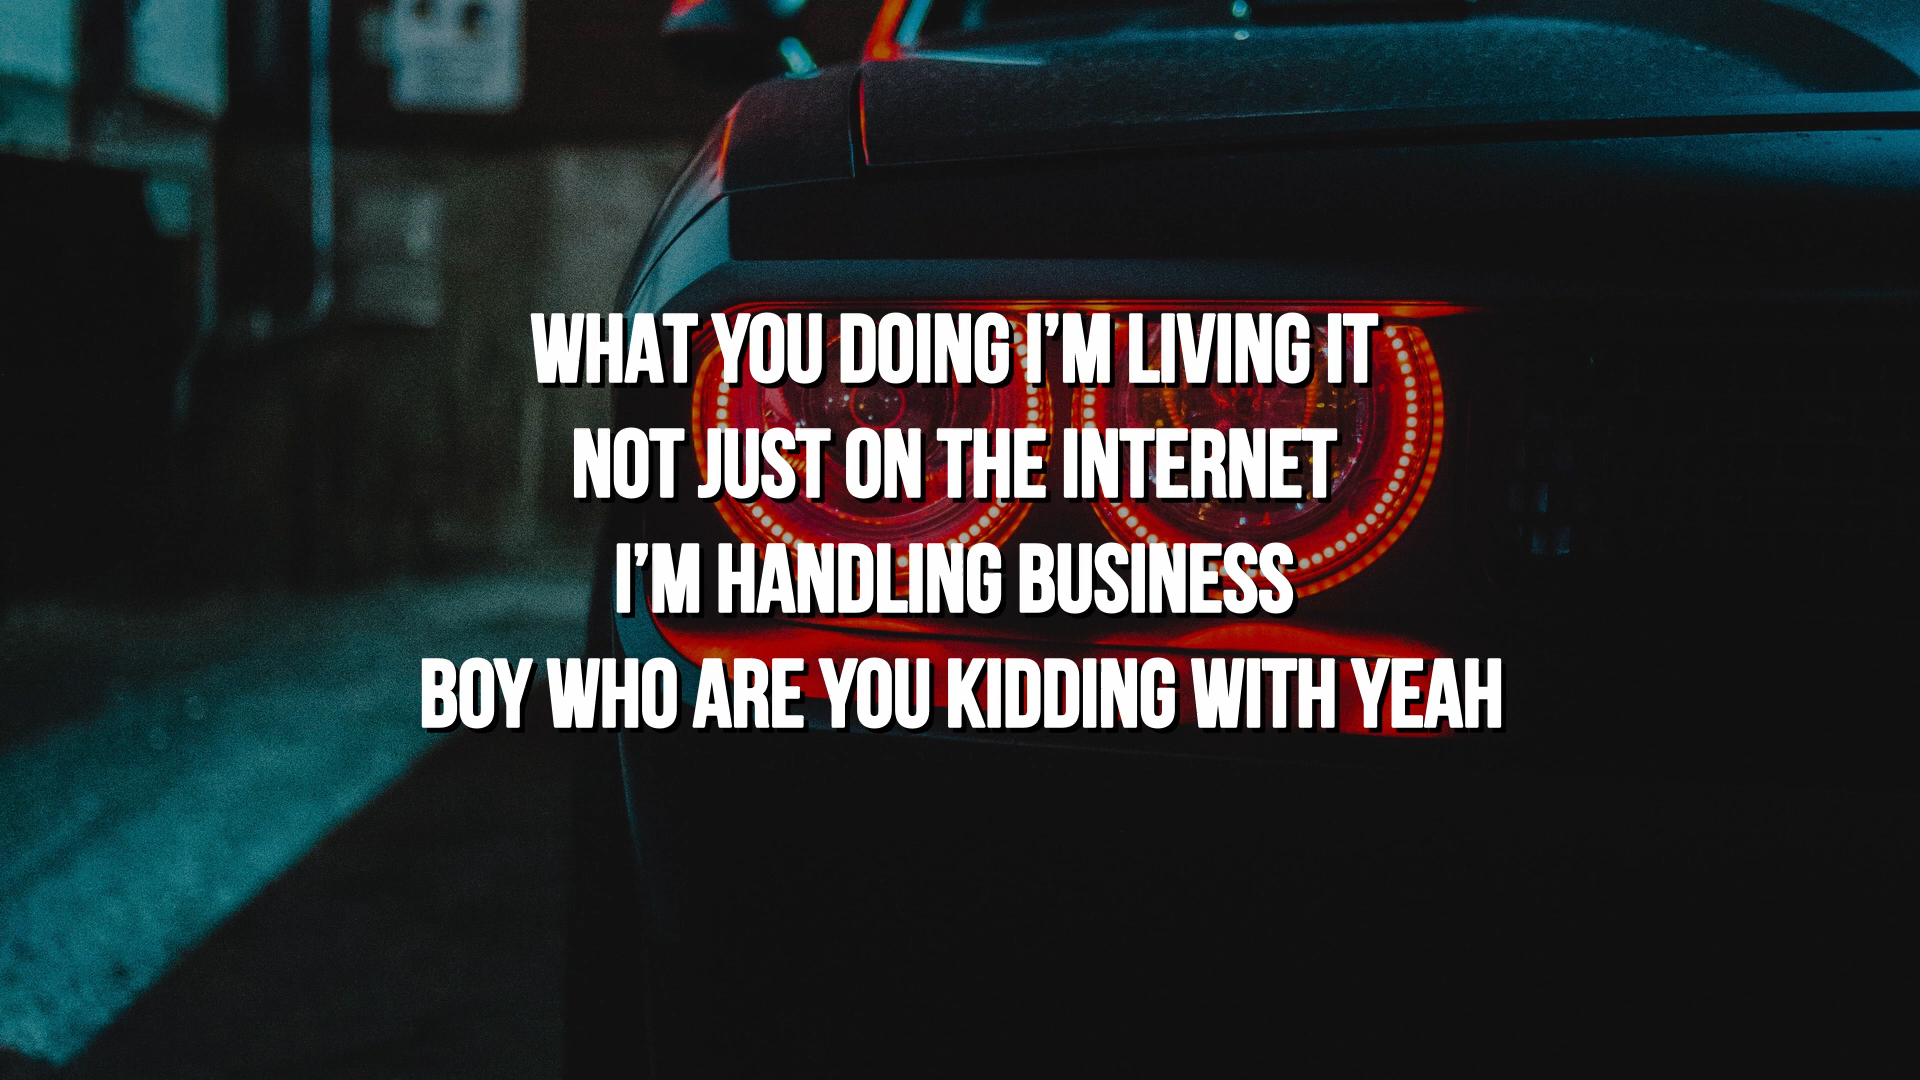 WHAT YOU DOING I’M LIVING IT
NOT JUST ON THE INTERNET
I’M HANDLING BUSINESS
BOY WHO ARE YOU KIDDING WITH YEAH